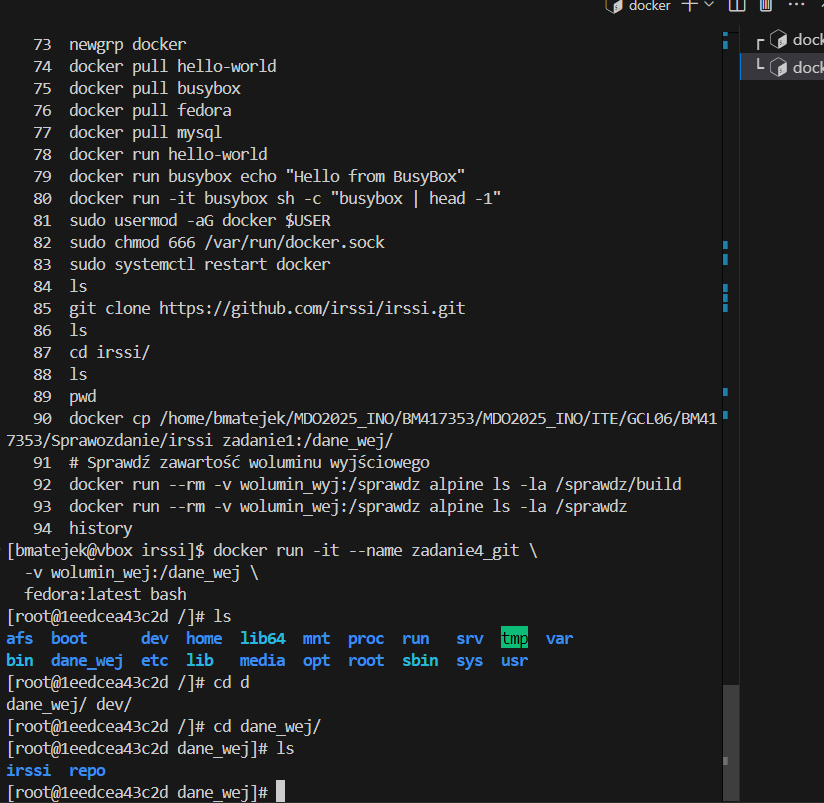 docker
73 newgrp docker
74 docker pull hello-world
75 docker pull busybox
76 docker pull fedora
77 docker pull mysql
78 docker run hello-world
79 docker run busybox echo "Hello from BusyBox"
80 docker run -it busybox sh -c "busybox | head -1"
81 sudo usermod -aG docker $USER
82 sudo chmod 666 /var/run/docker.sock
83 sudo systemctl restart docker
84 ls
85 git clone https://github.com/irssi/irssi.git
86 ls
87 cd irssi/
88 ls
89 pwd
90 docker cp /home/bmatejek/MDO2025_INO/BM417353/MDO2025_INO/ITE/GCL06/BM41
7353/Sprawozdanie/irssi zadanie1:/dane_wej/
91 # Sprawdź zawartość woluminu wyjściowego
92 docker run --rm -v wolumin_wyj:/sprawdz alpine ls -la /sprawdz/build
93 docker run --rm -v wolumin_wej:/sprawdz alpine ls -la /sprawdz
94 history
[bmatejek@vbox irssi]$ docker run -it --name zadanie4_git \
-v wolumin_wej:/dane_wej \
fedora:latest bash
[root@1eedcea43c2d /]# ls
afs boot dev home lib64 mnt proc run srv tmp var
bin dane_wej etc lib media opt root sbin sys usr
[root@1eedcea43c2d /]# cd d
dane_wej/ dev/
[root@1eedcea43c2d /]# cd dane_wej/
[root@1eedcea43c2d dane_wej]# ls
irssi repo
[root@1eedcea43c2d dane_wej]#
dock
dock